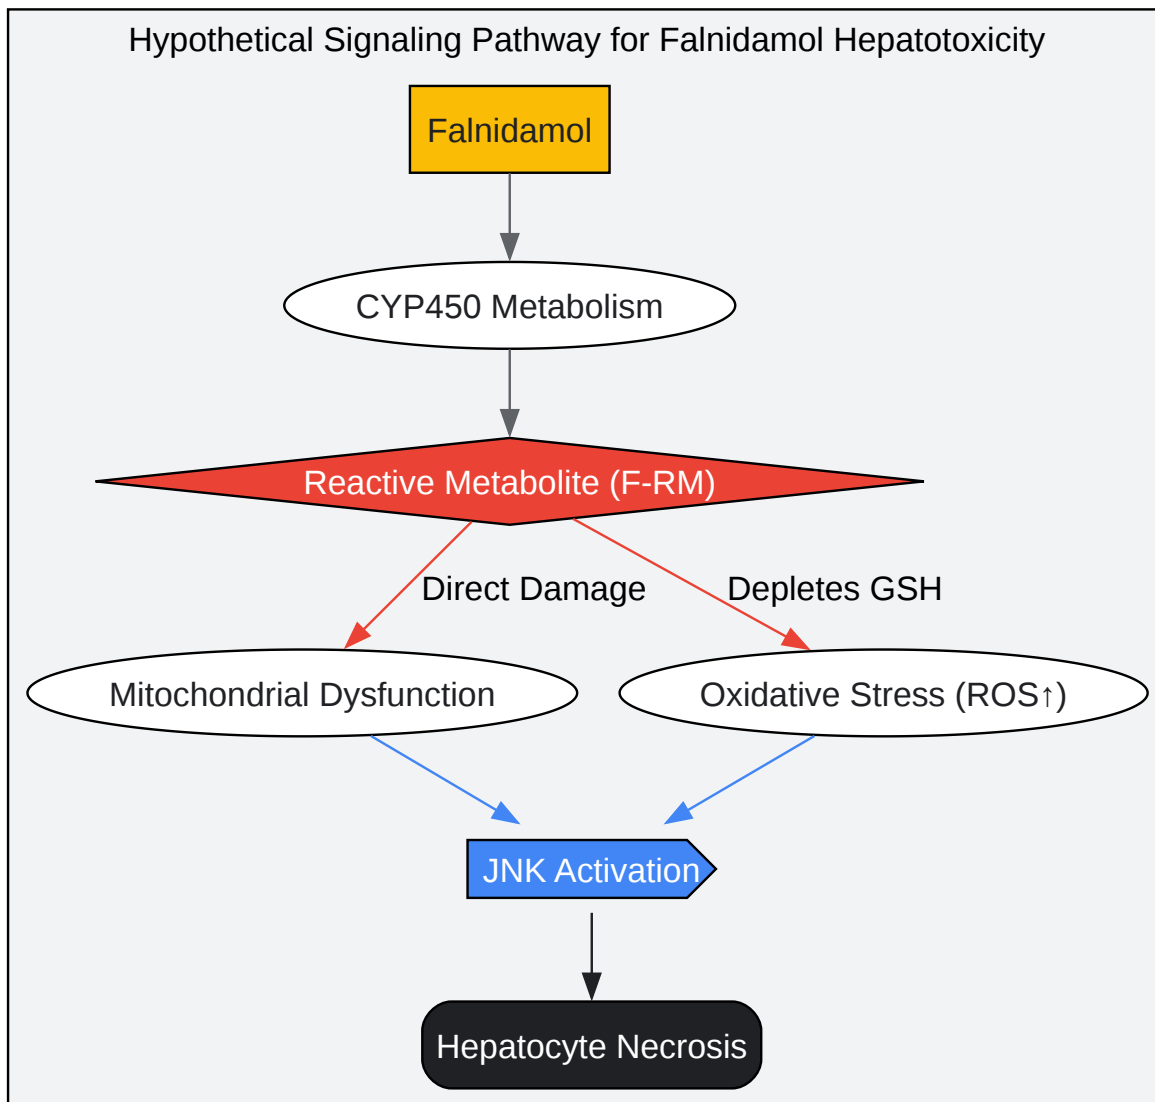 Hypothetical Signaling Pathway for Falnidamol Hepatotoxicity
Falnidamol
CYP450 Metabolism
Reactive Metabolite (F-RM)
Direct Damage
Depletes GSH
Mitochondrial Dysfunction
Oxidative Stress (ROS↑)
JNK Activation
Hepatocyte Necrosis